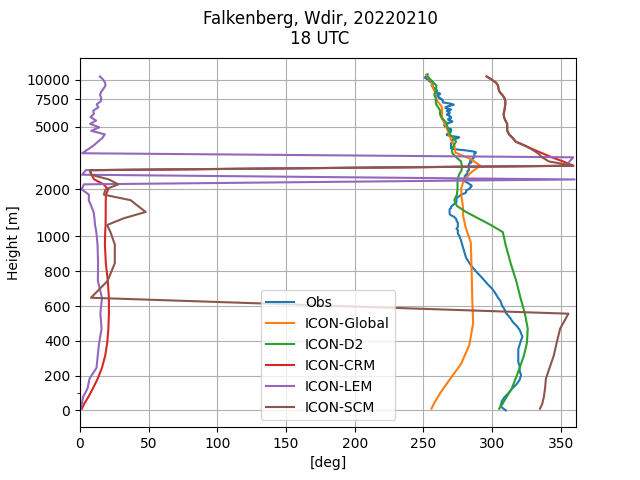 Falkenberg, Wdir, 20220210
18 UTC
Height [m]
10000
7500
5000
2000
1000
800
600
400
200
0
Obs
ICON-Global
ICON-D2
ICON-CRM
ICON-LEM
ICON-SCM
0 50 100 150 200 250 300 350
[deg]